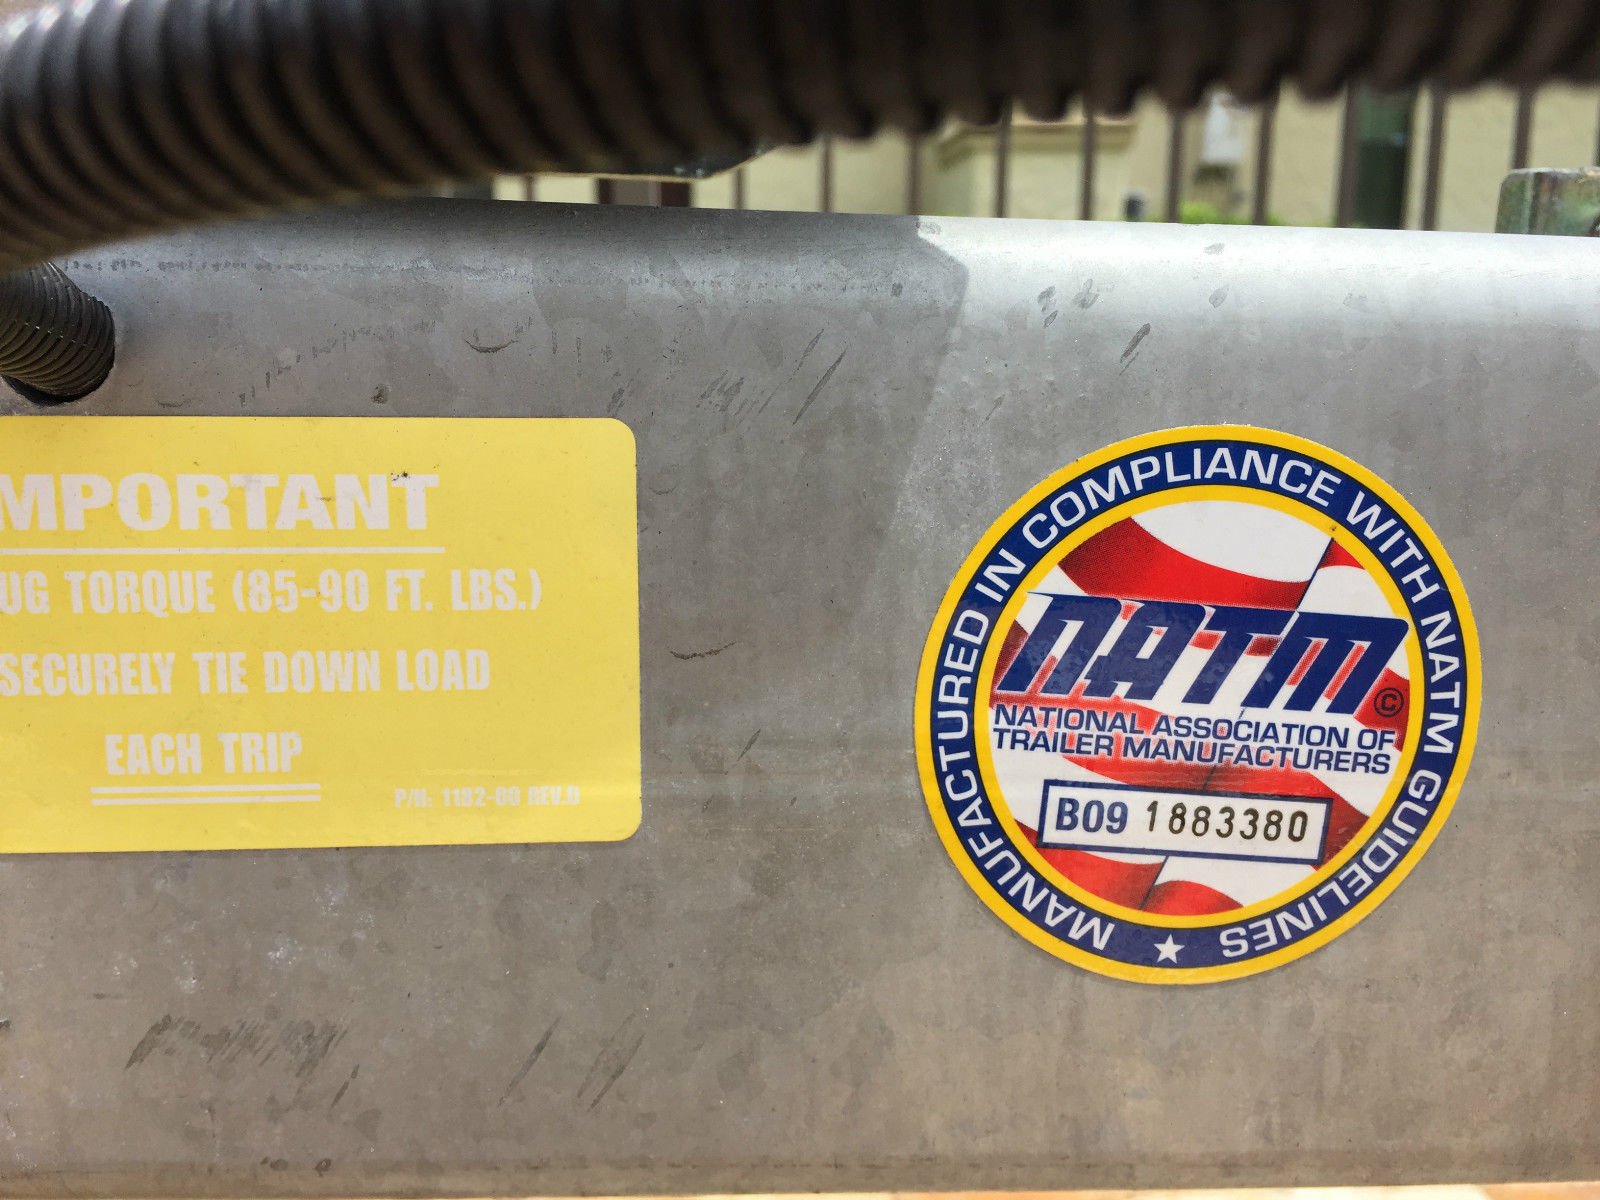 MPORTANT
UG TORQUE (85-90 FT. LBS.)
SECURELY TIE DOWN LOAD
EACH TRIP
P/N: 1182-00 REV.D
MANUFACTURED IN COMPLIANCE WITH NATM GUIDELINES
NATM©
NATIONAL ASSOCIATION OF
TRAILER MANUFACTURERS
B09 1883380